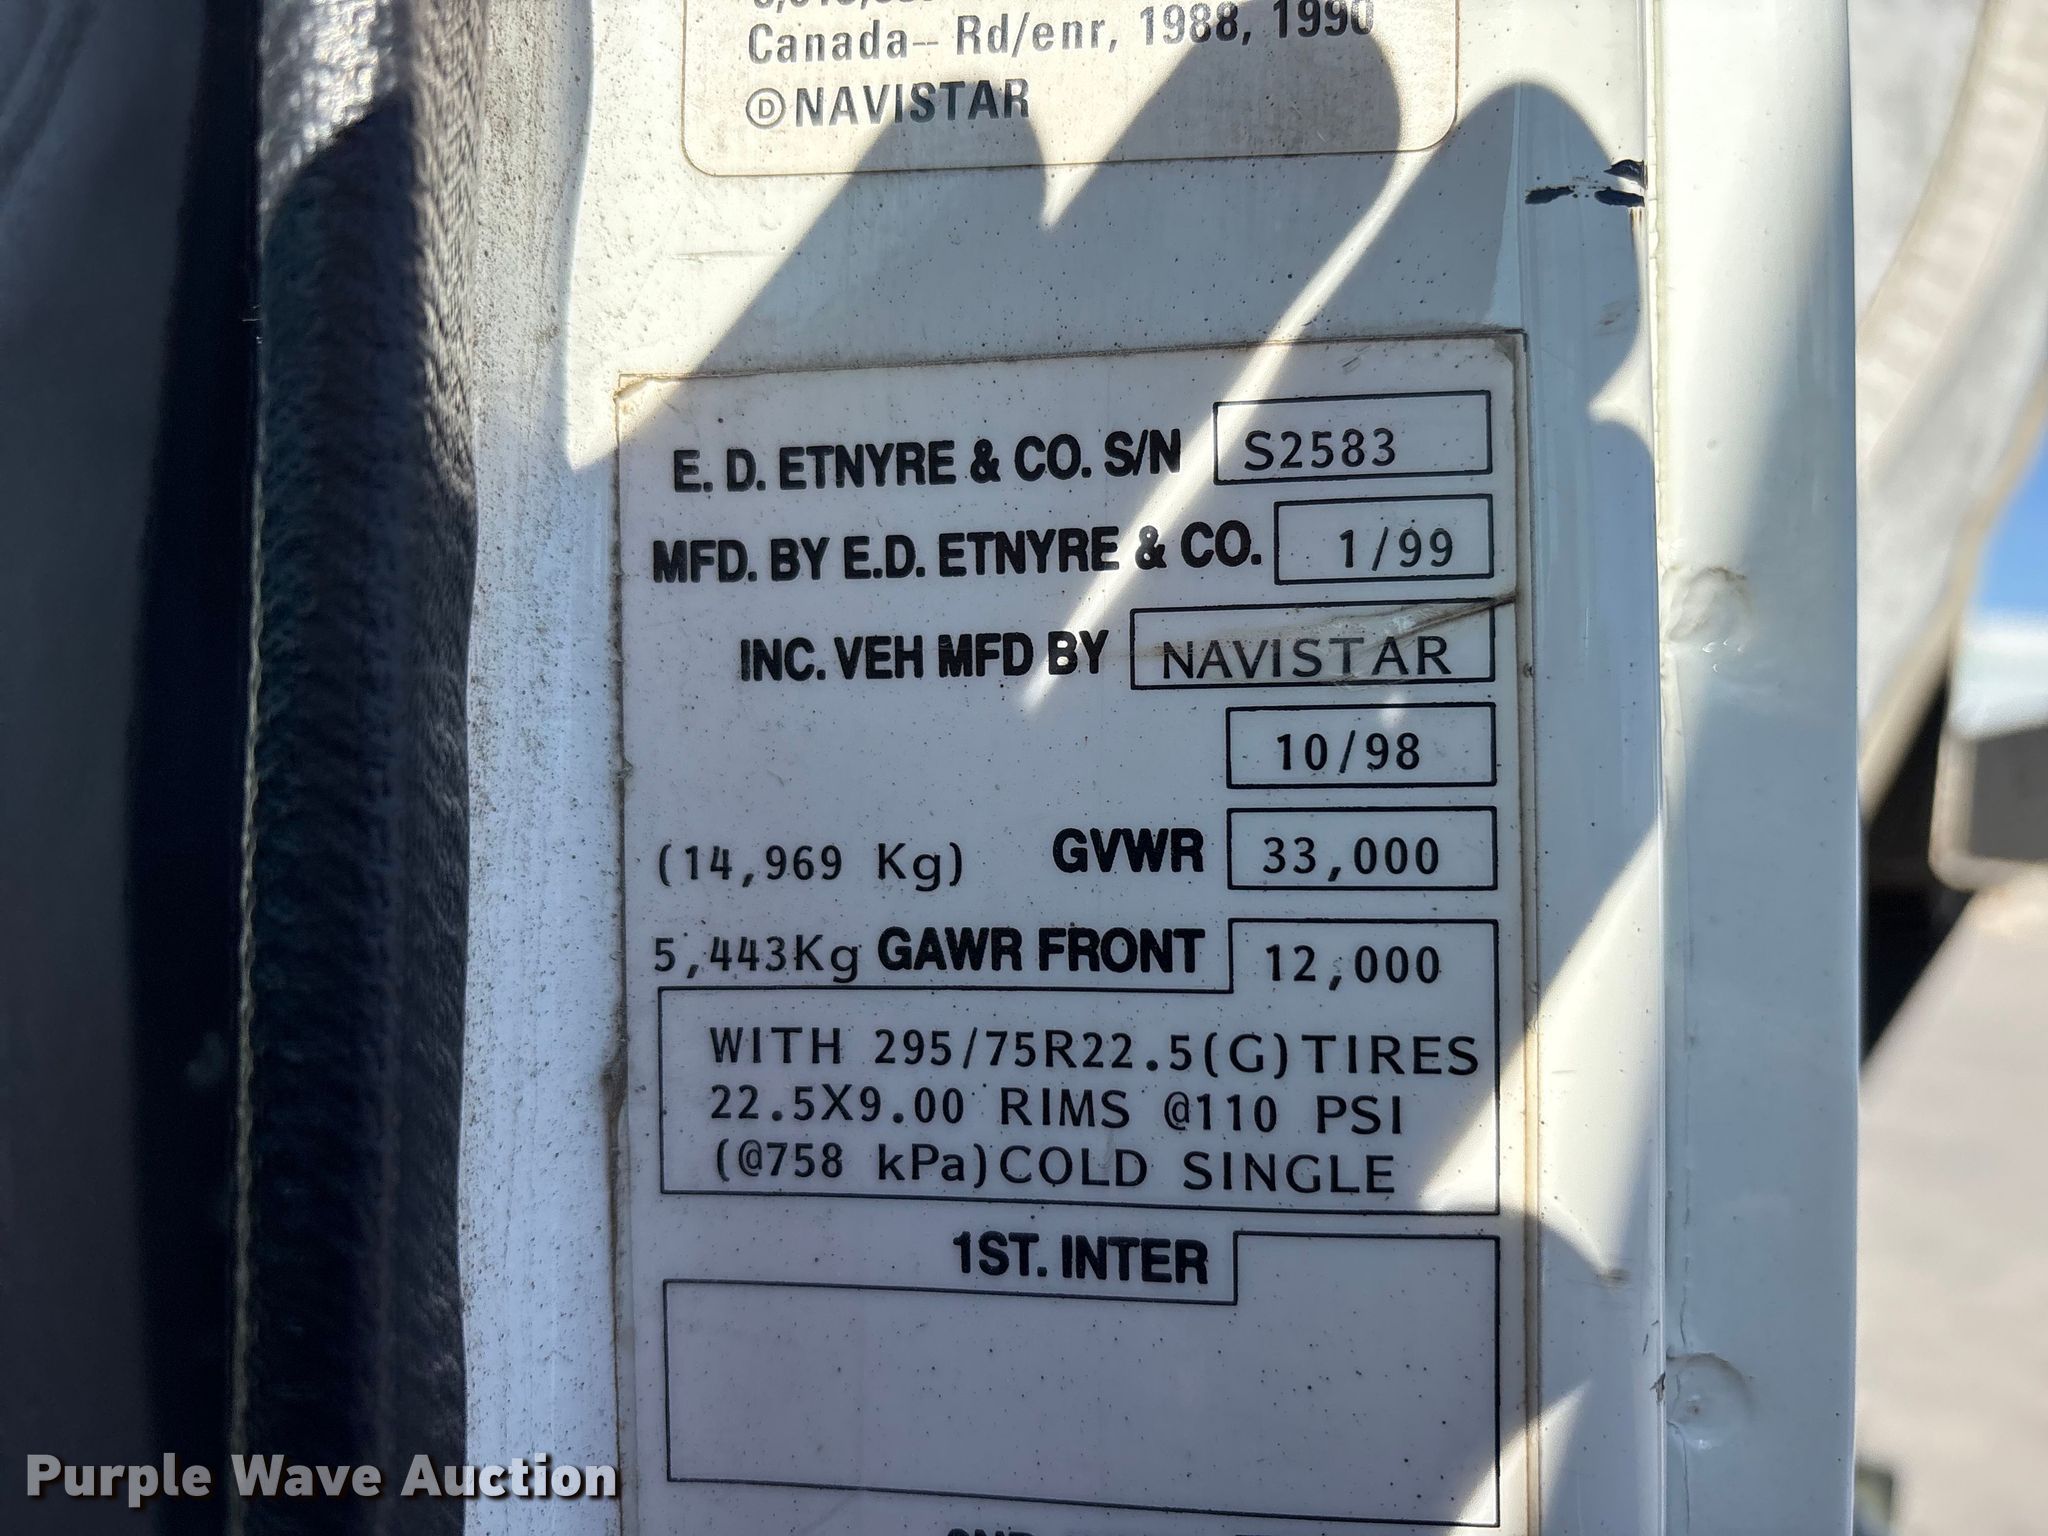 Canada-- Rd/enr, 1988, 1990
ⒹNAVISTAR
E. D. ETNYRE & CO. S/N S2583
MFD. BY E.D. ETNYRE & CO. 1/99
INC. VEH MFD BY NAVISTAR
10/98
(14,969 Kg) GVWR 33,000
5,443Kg GAWR FRONT 12,000
WITH 295/75R22.5(G)TIRES
22.5X9.00 RIMS @110 PSI
(@758 kPa)COLD SINGLE
1ST. INTER
Purple Wave Auction